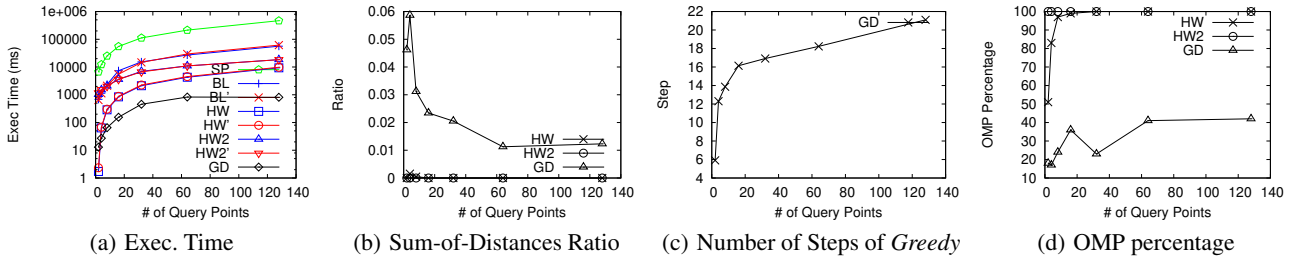 1e+006
100000
10000
1000
100
10
1
0 20 40 60 80 100 120 140
Exec Time (ms)
# of Query Points
SP
BL
BL'
HW
HW'
HW2
HW2'
GD
(a) Exec. Time
0.06
0.05
0.04
0.03
0.02
0.01
0
0 20 40 60 80 100 120 140
Ratio
# of Query Points
HW
HW2
GD
(b) Sum-of-Distances Ratio
22
20
18
16
14
12
10
8
6
4
0 20 40 60 80 100 120 140
Step
# of Query Points
GD
(c) Number of Steps of Greedy
100
90
80
70
60
50
40
30
20
10
0 20 40 60 80 100 120 140
OMP Percentage
# of Query Points
HW
HW2
GD
(d) OMP percentage